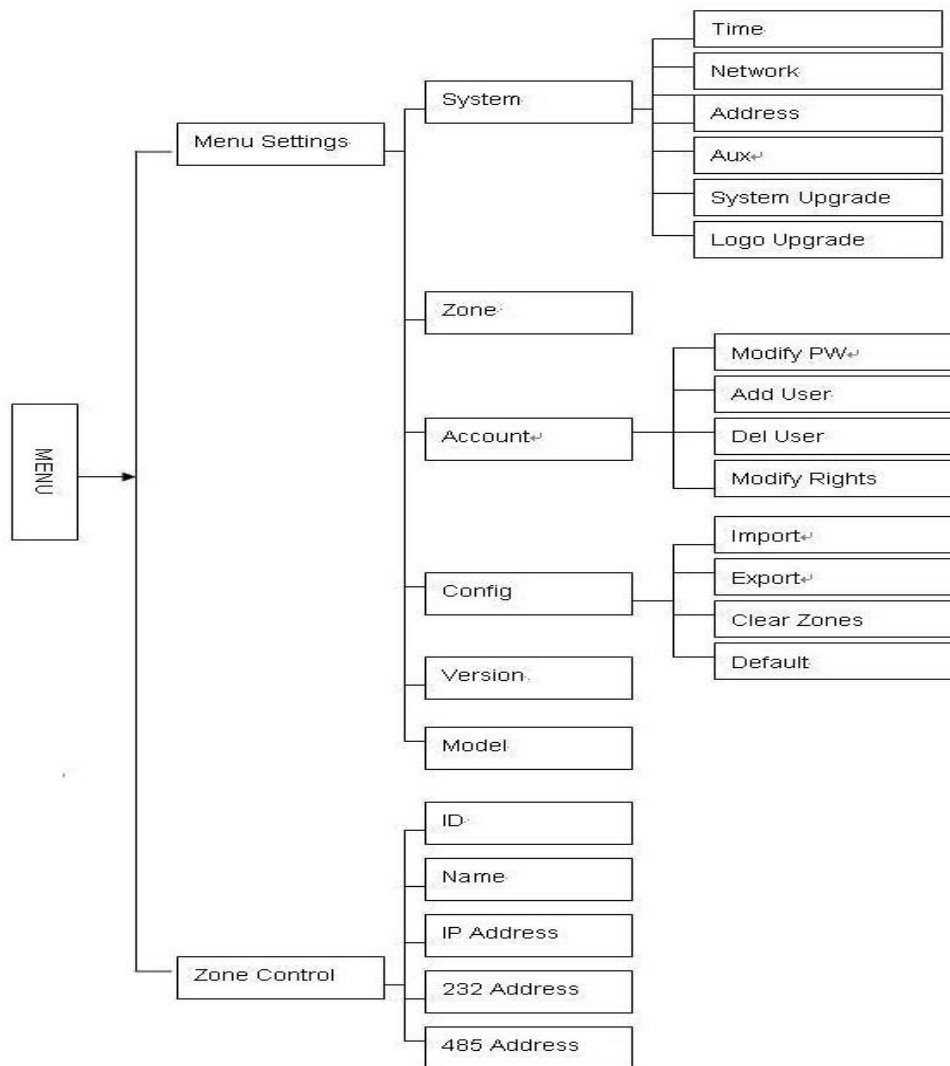 MENU
Menu Settings
System
Time
Network
Address
Aux
System Upgrade
Logo Upgrade
Zone
Account
Modify PW
Add User
Del User
Modify Rights
Config
Import
Export
Clear Zones
Default
Version
Model
Zone Control
ID
Name
IP Address
232 Address
485 Address